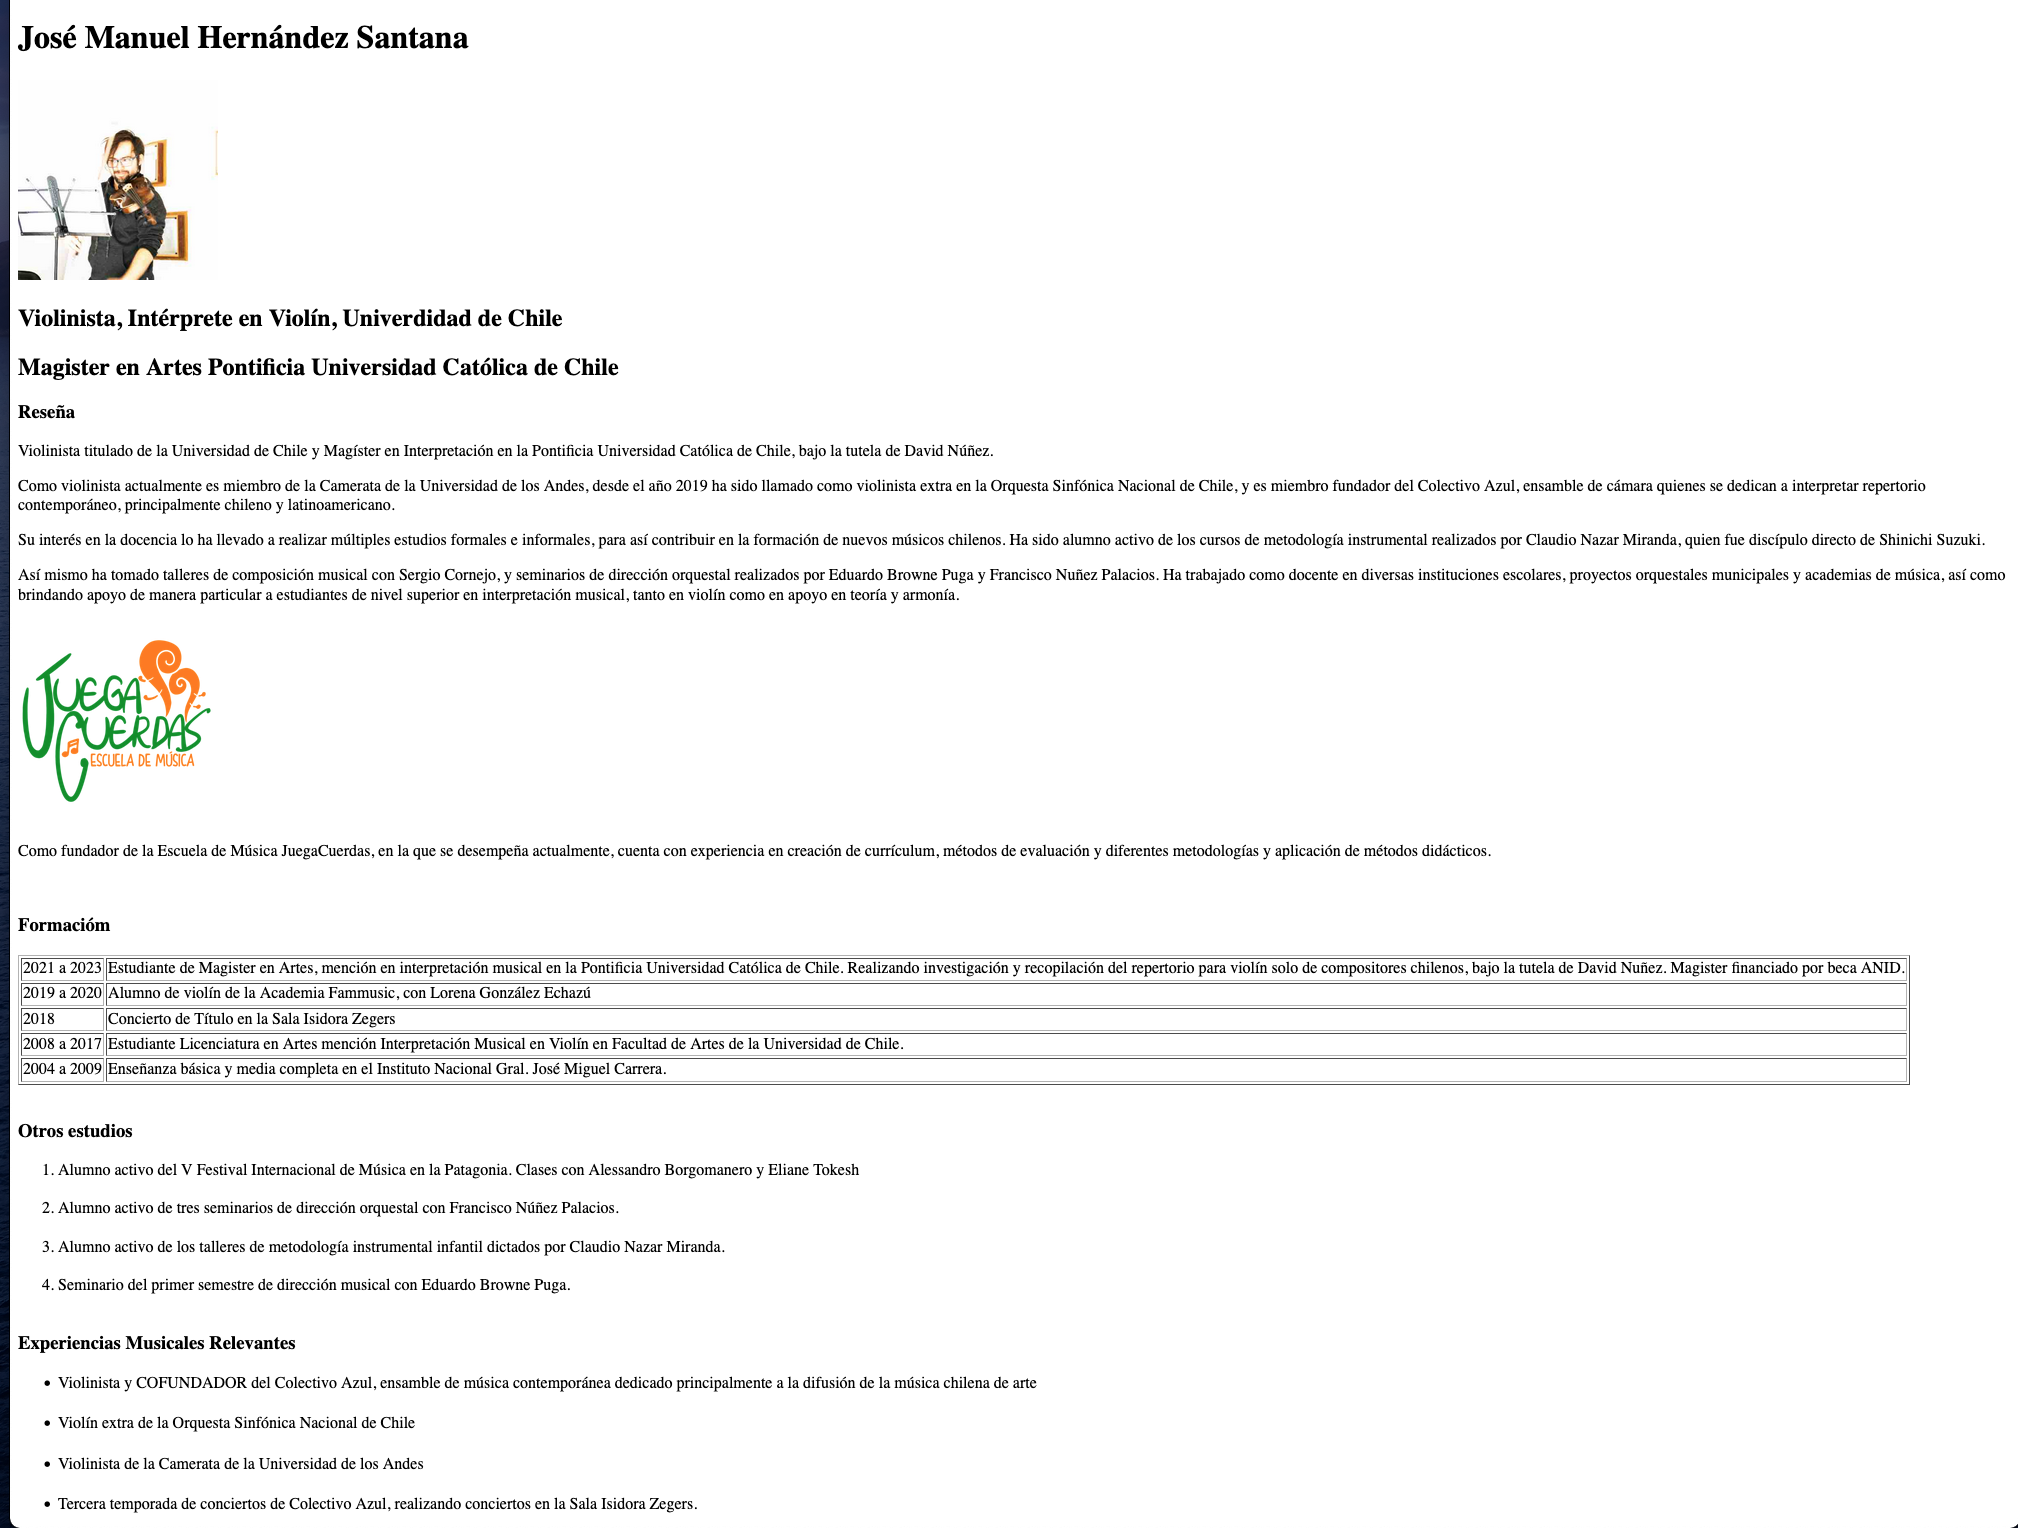 José Manuel Hernández Santana
Violinista, Intérprete en Violín, Univerdidad de Chile
Magister en Artes Pontificia Universidad Católica de Chile
Reseña
Violinista titulado de la Universidad de Chile y Magíster en Interpretación en la Pontificia Universidad Católica de Chile, bajo la tutela de David Núñez.
Como violinista actualmente es miembro de la Camerata de la Universidad de los Andes, desde el año 2019 ha sido llamado como violinista extra en la Orquesta Sinfónica Nacional de Chile, y es miembro fundador del Colectivo Azul, ensamble de cámara quienes se dedican a interpretar repertorio
contemporáneo, principalmente chileno y latinoamericano.
Su interés en la docencia lo ha llevado a realizar múltiples estudios formales e informales, para así contribuir en la formación de nuevos músicos chilenos. Ha sido alumno activo de los cursos de metodología instrumental realizados por Claudio Nazar Miranda, quien fue discípulo directo de Shinichi Suzuki.
Así mismo ha tomado talleres de composición musical con Sergio Cornejo, y seminarios de dirección orquestal realizados por Eduardo Browne Puga y Francisco Nuñez Palacios. Ha trabajado como docente en diversas instituciones escolares, proyectos orquestales municipales y academias de música, así como
brindando apoyo de manera particular a estudiantes de nivel superior en interpretación musical, tanto en violín como en apoyo en teoría y armonía.
JUEGA
CUERDAS
ESCUELA DE MÚSICA
Como fundador de la Escuela de Música JuegaCuerdas, en la que se desempeña actualmente, cuenta con experiencia en creación de currículum, métodos de evaluación y diferentes metodologías y aplicación de métodos didácticos.
Formacióm
2021 a 2023 Estudiante de Magister en Artes, mención en interpretación musical en la Pontificia Universidad Católica de Chile. Realizando investigación y recopilación del repertorio para violín solo de compositores chilenos, bajo la tutela de David Nuñez. Magister financiado por beca ANID.
2019 a 2020 Alumno de violín de la Academia Fammusic, con Lorena González Echazú
2018 Concierto de Título en la Sala Isidora Zegers
2008 a 2017 Estudiante Licenciatura en Artes mención Interpretación Musical en Violín en Facultad de Artes de la Universidad de Chile.
2004 a 2009 Enseñanza básica y media completa en el Instituto Nacional Gral. José Miguel Carrera.
Otros estudios
1. Alumno activo del V Festival Internacional de Música en la Patagonia. Clases con Alessandro Borgomanero y Eliane Tokesh
2. Alumno activo de tres seminarios de dirección orquestal con Francisco Núñez Palacios.
3. Alumno activo de los talleres de metodología instrumental infantil dictados por Claudio Nazar Miranda.
4. Seminario del primer semestre de dirección musical con Eduardo Browne Puga.
Experiencias Musicales Relevantes
• Violinista y COFUNDADOR del Colectivo Azul, ensamble de música contemporánea dedicado principalmente a la difusión de la música chilena de arte
• Violín extra de la Orquesta Sinfónica Nacional de Chile
• Violinista de la Camerata de la Universidad de los Andes
• Tercera temporada de conciertos de Colectivo Azul, realizando conciertos en la Sala Isidora Zegers.